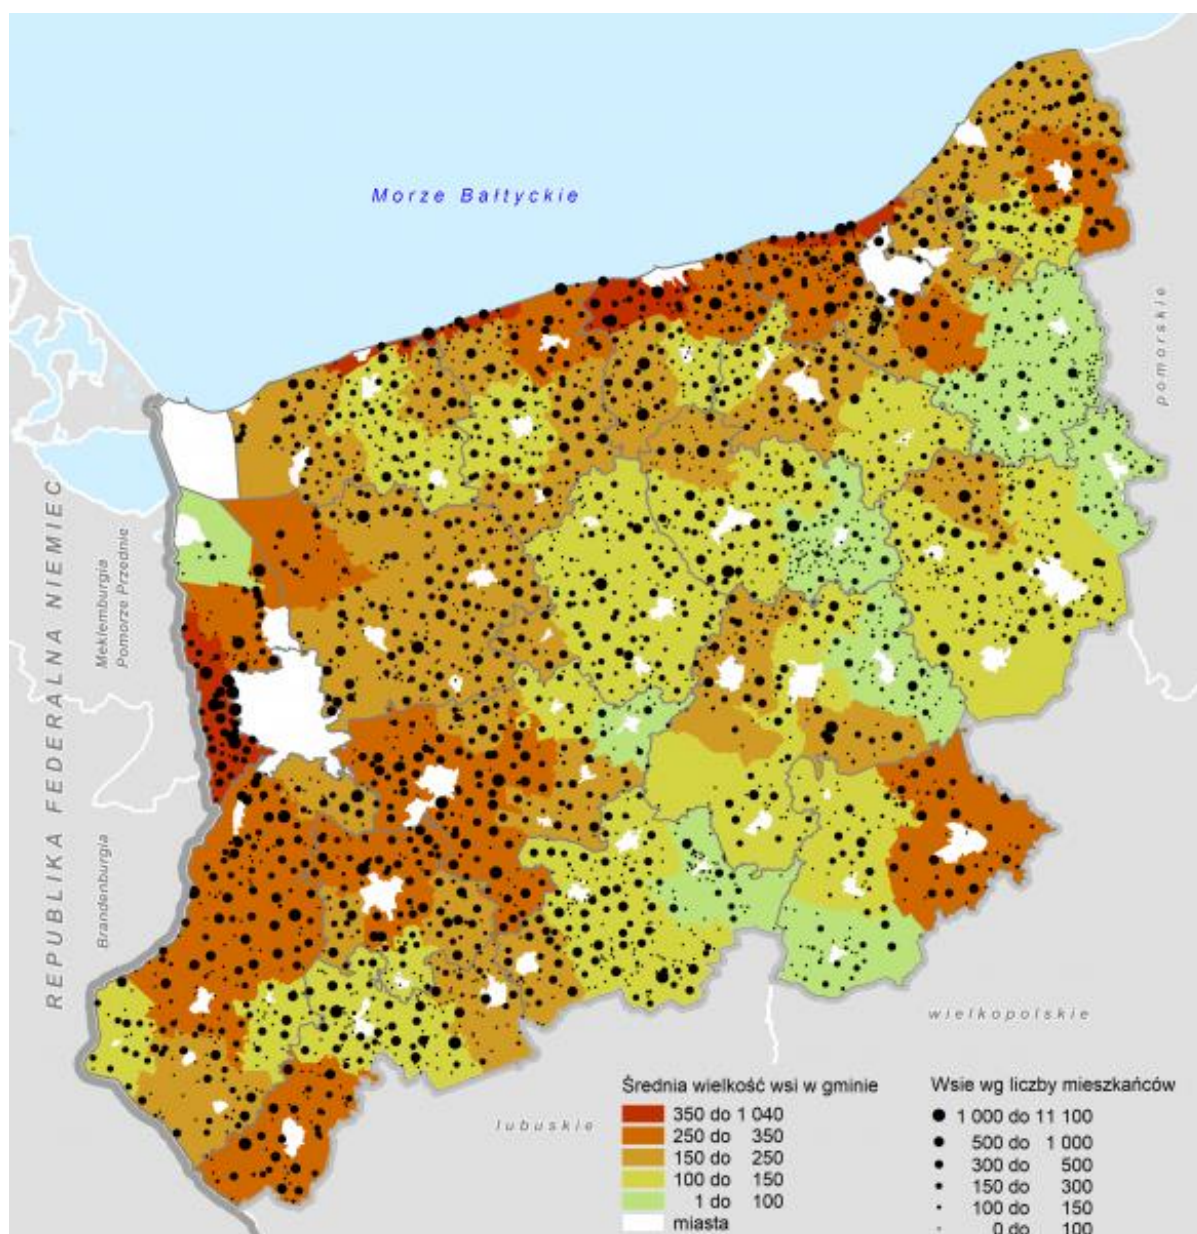 Morze Bałtyckie
pomorskie
REPUBLIKA FEDERALNA NIEMIEC
Meklemburgia
Pomorze Przednie
Brandenburgia
wielkopolskie
lubuskie
Średnia wielkość wsi w gminie
350 do 1 040
250 do 350
150 do 250
100 do 150
1 do 100
miasta
Wsie wg liczby mieszkańców
1 000 do 11 100
500 do 1 000
300 do 500
150 do 300
100 do 150
0 do 100